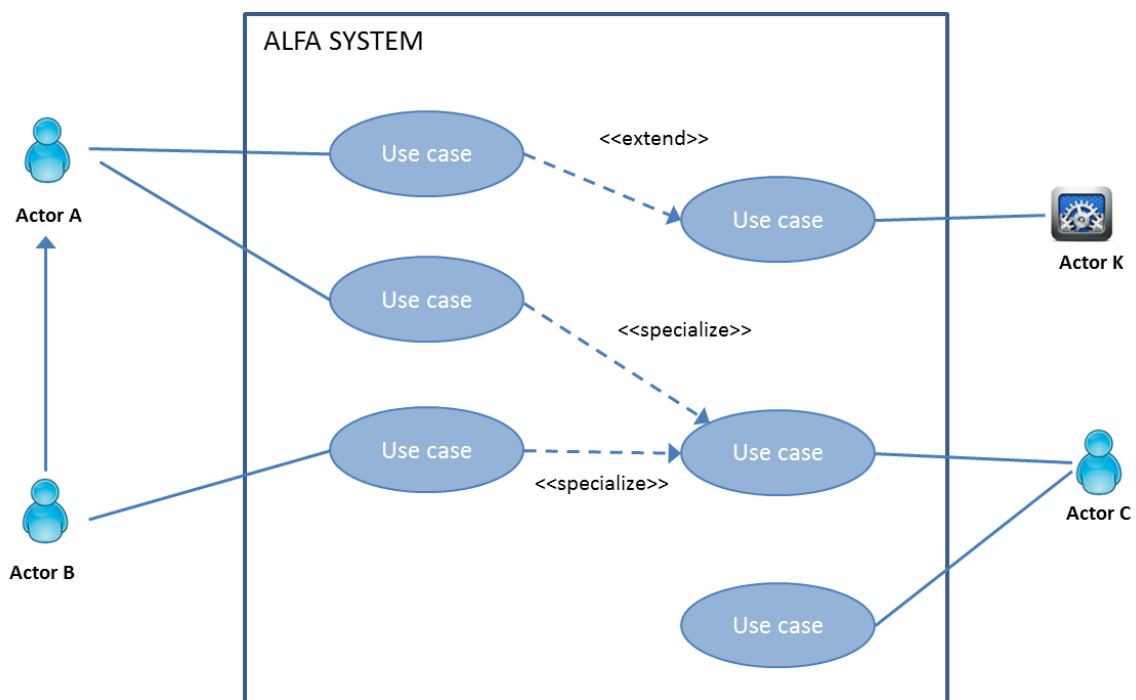 ALFA SYSTEM
Use case
<<extend>>
Actor A
Use case
Actor K
Use case
<<specialize>>
Use case
<<specialize>>
Use case
Actor C
Actor B
Use case